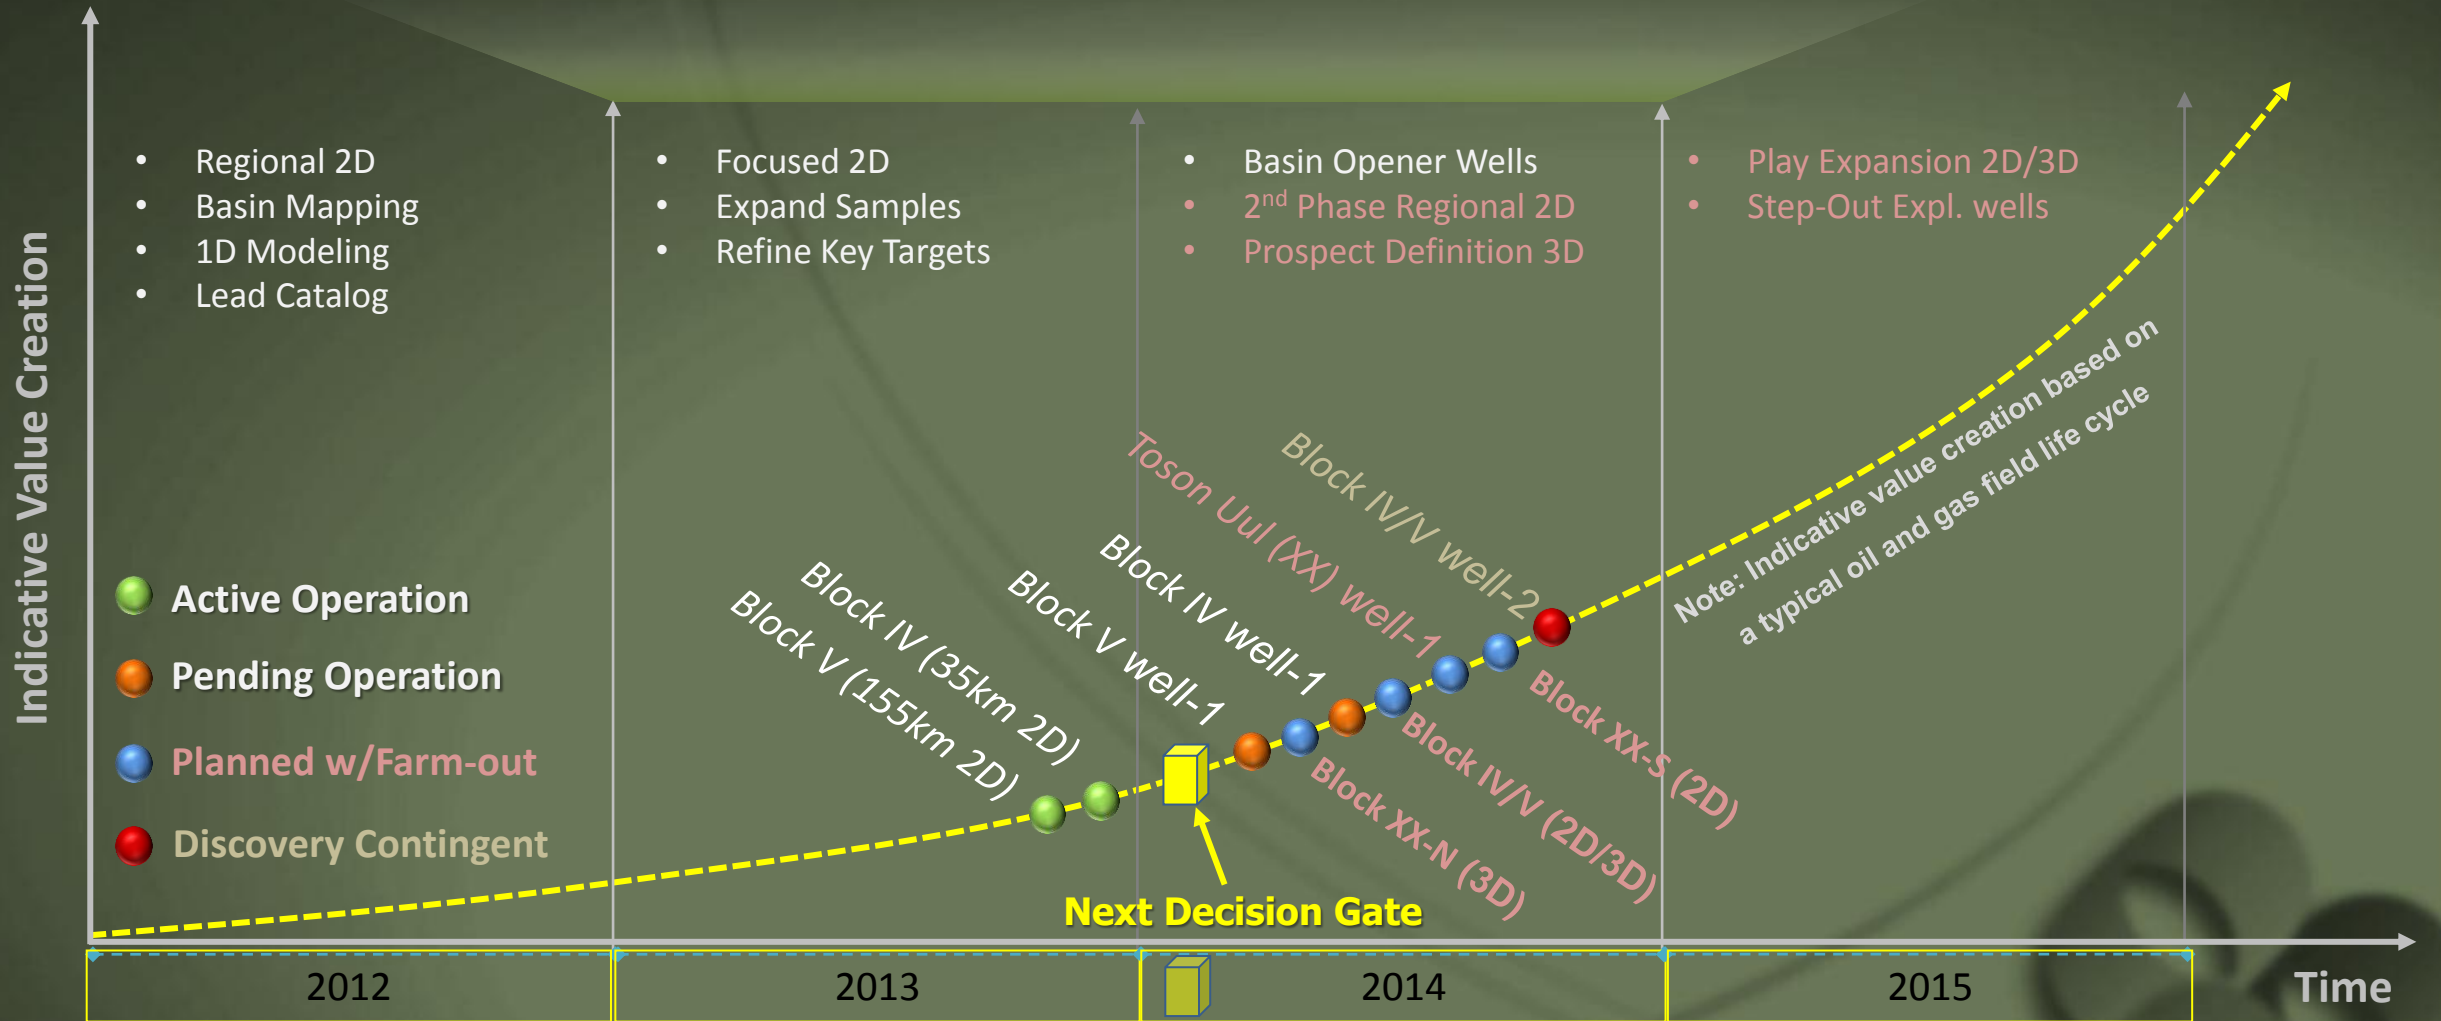 Indicative Value Creation
• Regional 2D
• Basin Mapping
• 1D Modeling
• Lead Catalog
• Focused 2D
• Expand Samples
• Refine Key Targets
• Basin Opener Wells
• 2nd Phase Regional 2D
• Prospect Definition 3D
• Play Expansion 2D/3D
• Step-Out Expl. wells
Active Operation
Pending Operation
Planned w/Farm-out
Discovery Contingent
Block V (155km 2D)
Block IV (35km 2D)
Block V well-1
Block IV well-1
Toson Uul (XX) well-1
Block IV/V well-2
Block XX-N (3D)
Block IV/V (2D/3D)
Block XX-S (2D)
Note: Indicative value creation based on
a typical oil and gas field life cycle
Next Decision Gate
2012
2013
2014
2015
Time